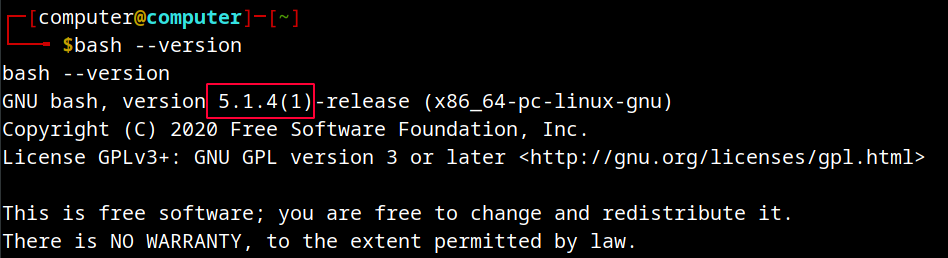 ┌─[computer@computer]─[~]
└──╼ $bash --version
bash --version
GNU bash, version 5.1.4(1)-release (x86_64-pc-linux-gnu)
Copyright (C) 2020 Free Software Foundation, Inc.
License GPLv3+: GNU GPL version 3 or later <http://gnu.org/licenses/gpl.html>

This is free software; you are free to change and redistribute it.
There is NO WARRANTY, to the extent permitted by law.